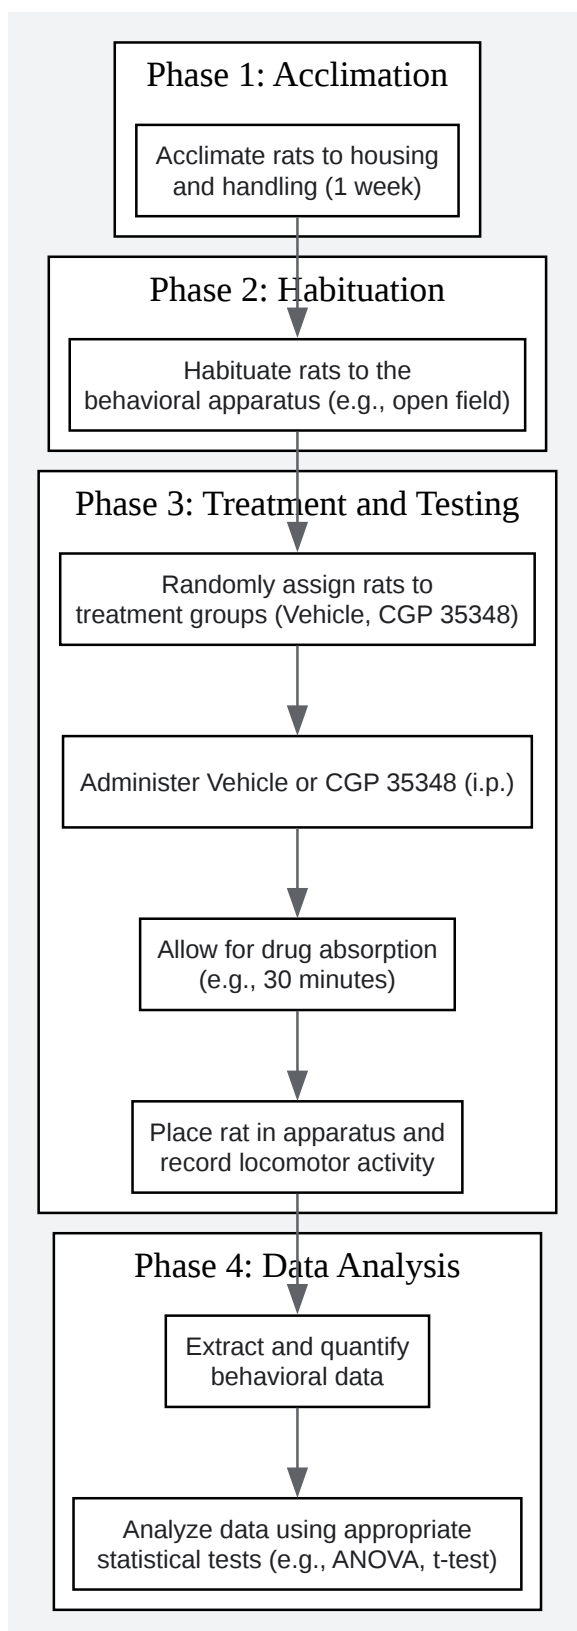 Phase 1: Acclimation
Acclimate rats to housing
and handling (1 week)
Phase 2: Habituation
Habituate rats to the
behavioral apparatus (e.g., open field)
Phase 3: Treatment and Testing
Randomly assign rats to
treatment groups (Vehicle, CGP 35348)
Administer Vehicle or CGP 35348 (i.p.)
Allow for drug absorption
(e.g., 30 minutes)
Place rat in apparatus and
record locomotor activity
Phase 4: Data Analysis
Extract and quantify
behavioral data
Analyze data using appropriate
statistical tests (e.g., ANOVA, t-test)